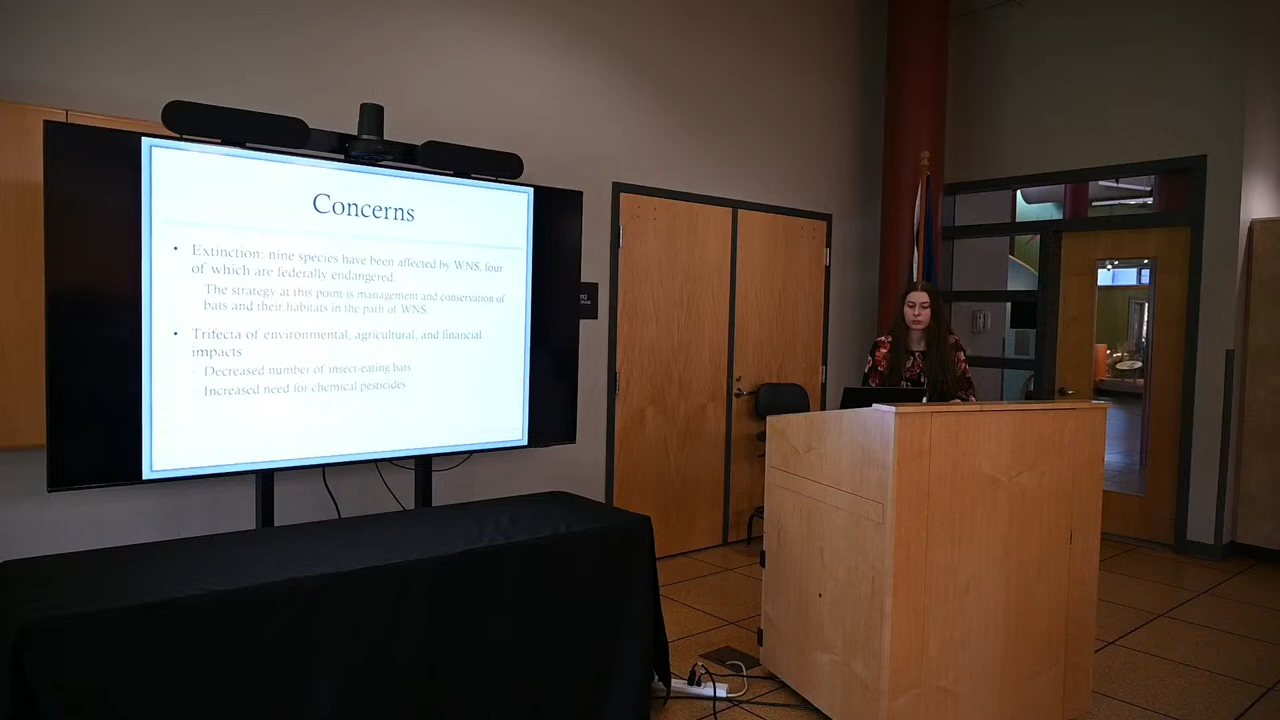 Concerns
• Extinction: nine species have been affected by WNS, four
of which are federally endangered.
The strategy at this point is management and conservation of
bats and their habitats in the path of WNS.
• Trifecta of environmental, agricultural, and financial
impacts
– Decreased number of insect-eating bats
– Increased need for chemical pesticides